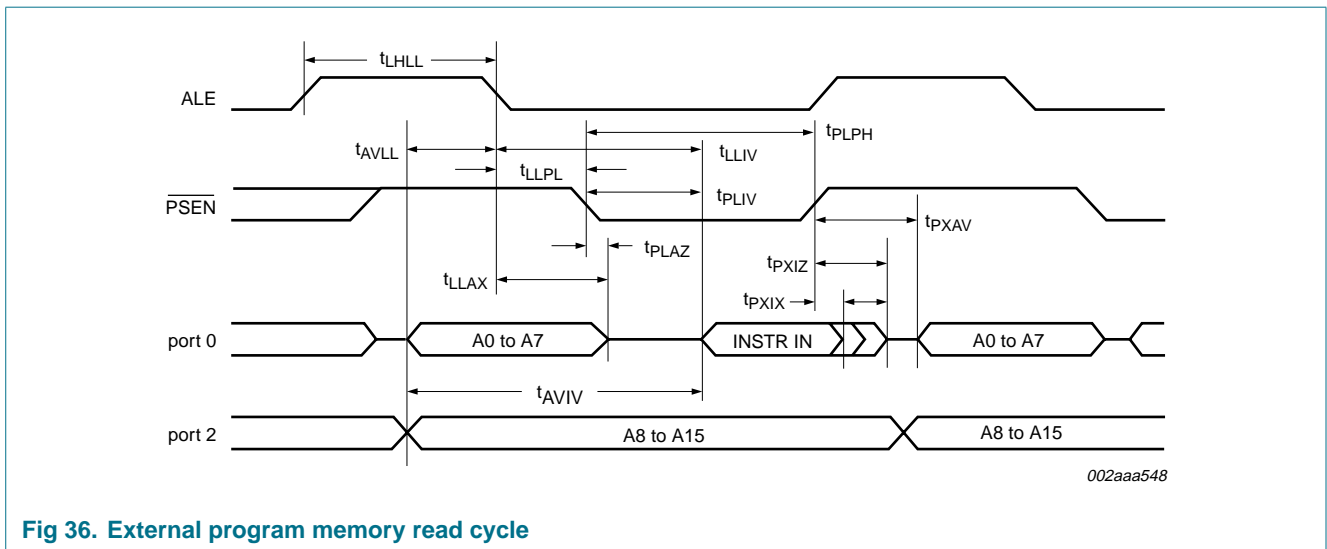 tLHLL
ALE
tPLPH
tAVLL
tLLIV
tLLPL
PSEN
tPLIV
tPXAV
tPLAZ
tLLAX
tPXIZ
tPXIX
port 0
A0 to A7
INSTR IN
A0 to A7
tAVIV
port 2
A8 to A15
A8 to A15
002aaa548
Fig 36. External program memory read cycle